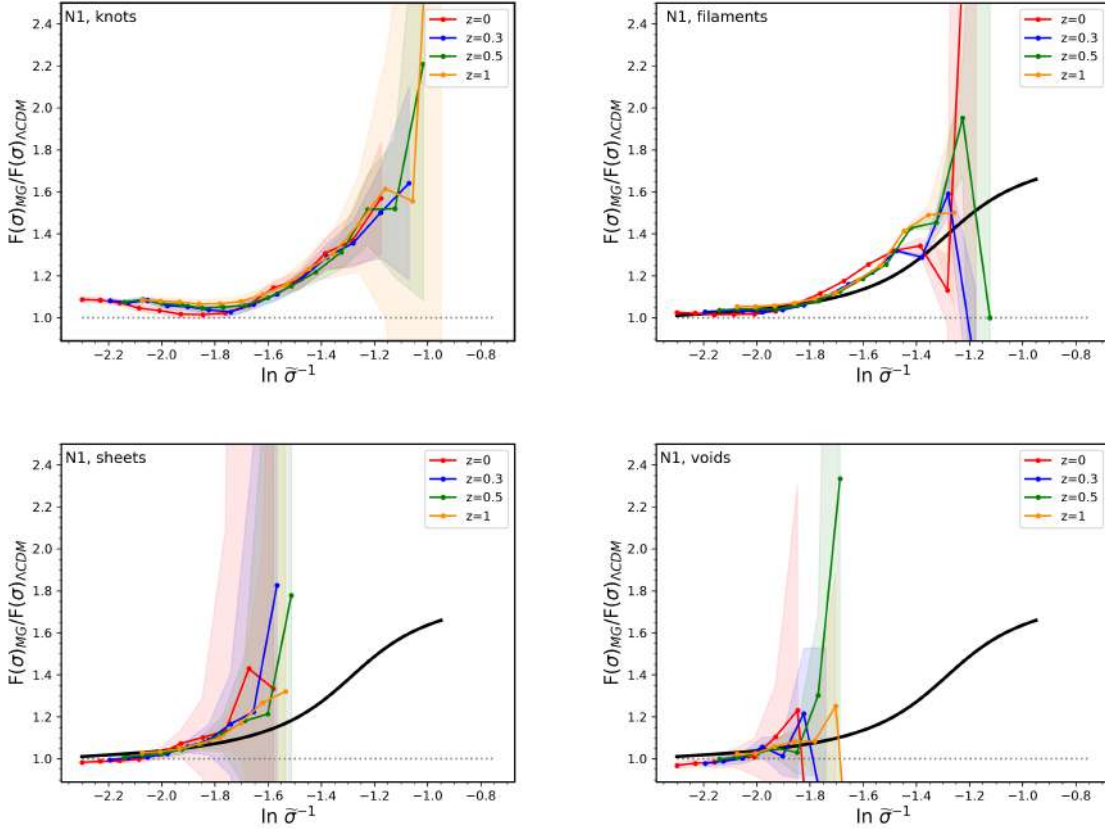 N1, knots
z=0
z=0.3
z=0.5
z=1
2.4
2.2
2.0
1.8
1.6
1.4
1.2
1.0
F(σ)MG/F(σ)ΛCDM
−2.2 −2.0 −1.8 −1.6 −1.4 −1.2 −1.0 −0.8
ln σ̃⁻¹
N1, filaments
z=0
z=0.3
z=0.5
z=1
2.4
2.2
2.0
1.8
1.6
1.4
1.2
1.0
F(σ)MG/F(σ)ΛCDM
−2.2 −2.0 −1.8 −1.6 −1.4 −1.2 −1.0 −0.8
ln σ̃⁻¹
N1, sheets
z=0
z=0.3
z=0.5
z=1
2.4
2.2
2.0
1.8
1.6
1.4
1.2
1.0
F(σ)MG/F(σ)ΛCDM
−2.2 −2.0 −1.8 −1.6 −1.4 −1.2 −1.0 −0.8
ln σ̃⁻¹
N1, voids
z=0
z=0.3
z=0.5
z=1
2.4
2.2
2.0
1.8
1.6
1.4
1.2
1.0
F(σ)MG/F(σ)ΛCDM
−2.2 −2.0 −1.8 −1.6 −1.4 −1.2 −1.0 −0.8
ln σ̃⁻¹